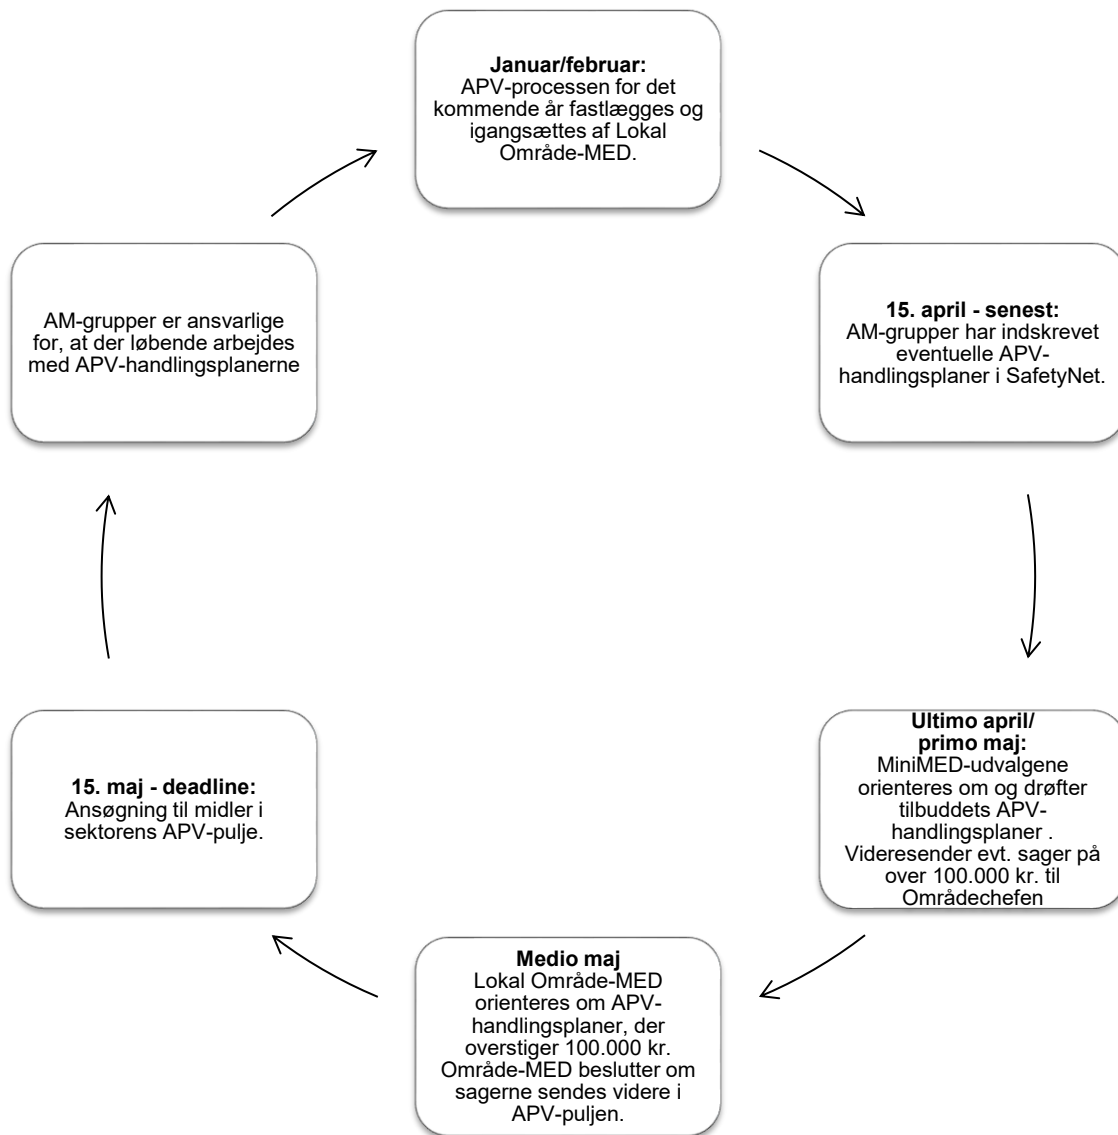 Januar/februar:
APV-processen for det
kommende år fastlægges og
igangsættes af Lokal
Område-MED.
15. april - senest:
AM-grupper har indskrevet
eventuelle APV-
handlingsplaner i SafetyNet.
Ultimo april/
primo maj:
MiniMED-udvalgene
orienteres om og drøfter
tilbuddets APV-
handlingsplaner .
Videresender evt. sager på
over 100.000 kr. til
Områdechefen
Medio maj
Lokal Område-MED
orienteres om APV-
handlingsplaner, der
overstiger 100.000 kr.
Område-MED beslutter om
sagerne sendes videre i
APV-puljen.
15. maj - deadline:
Ansøgning til midler i
sektorens APV-pulje.
AM-grupper er ansvarlige
for, at der løbende arbejdes
med APV-handlingsplanerne